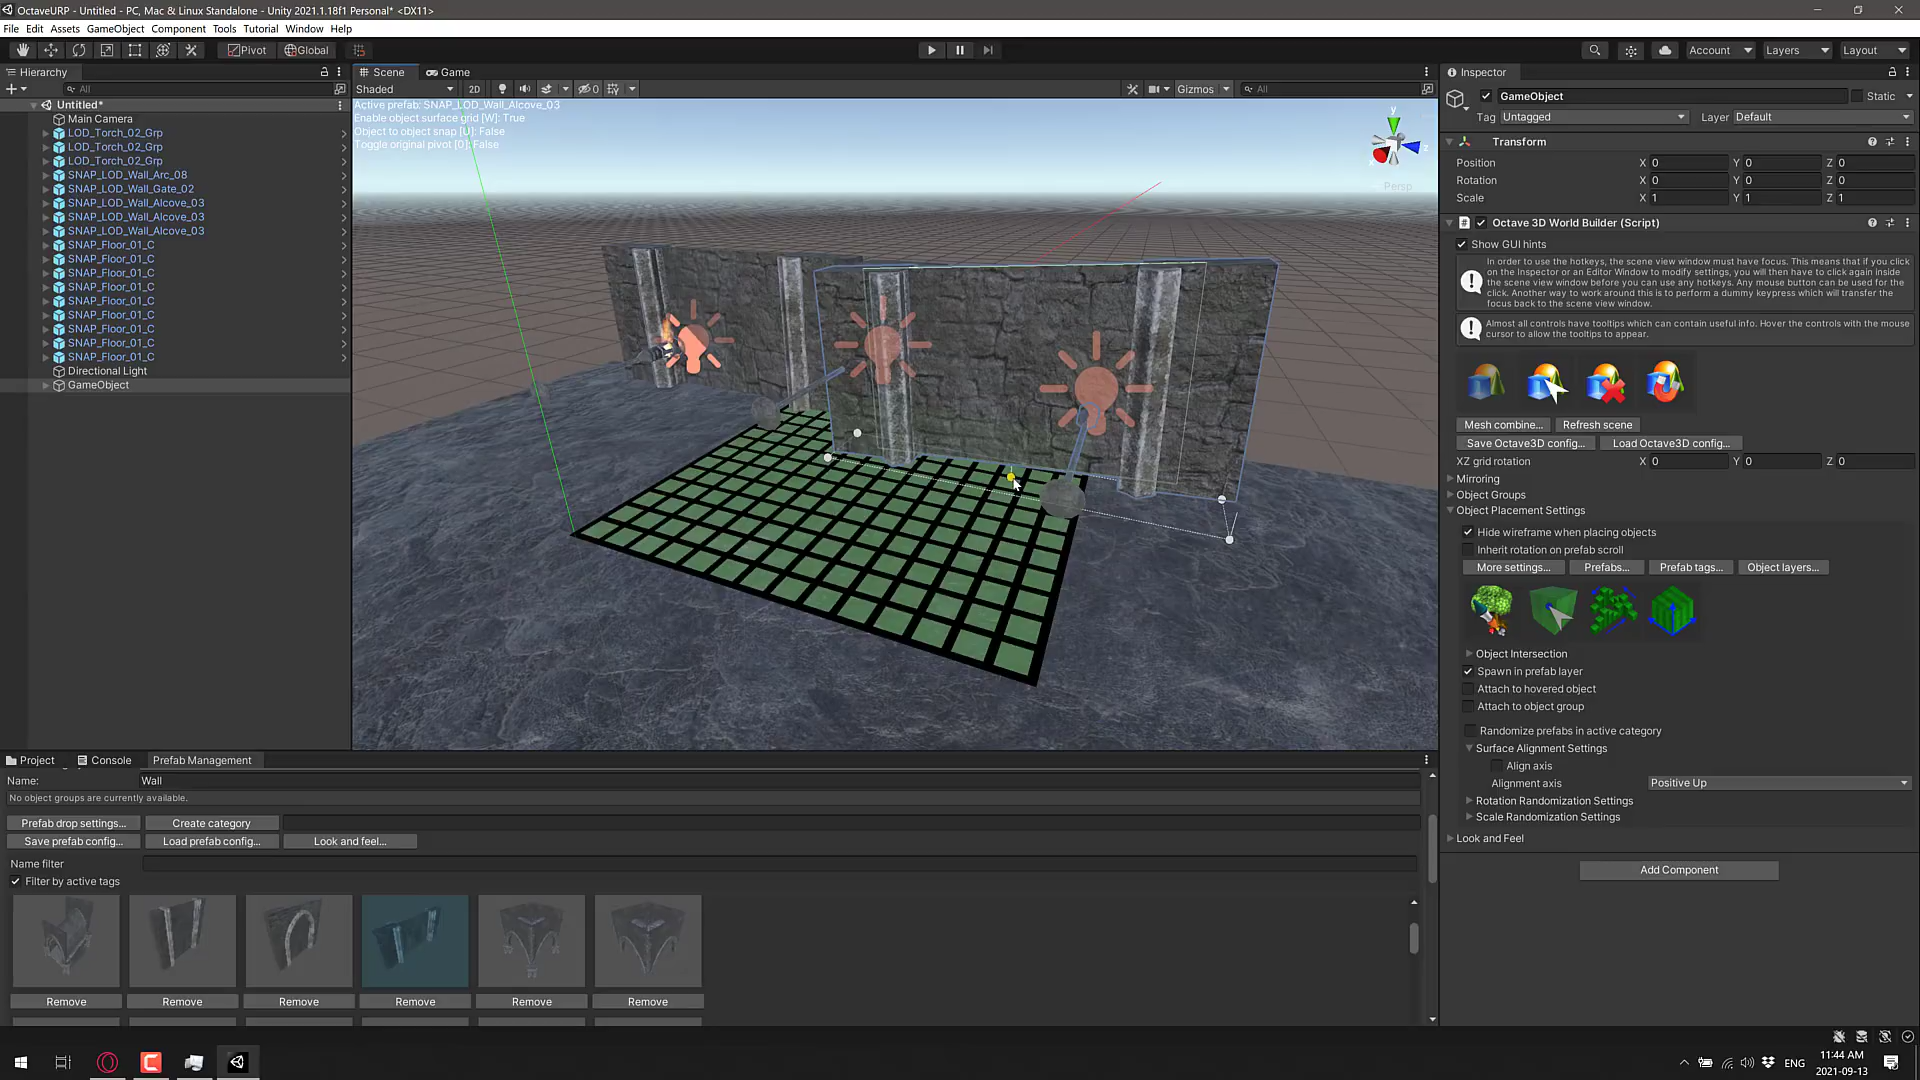 OctaveURP - Untitled - PC, Mac & Linux Standalone - Unity 2021.1.18f1 Personal* <DX11>
File Edit Assets GameObject Component Tools Tutorial Window Help
Pivot Global Account Layers Layout
Hierarchy
All
Untitled*
Main Camera
LOD_Torch_02_Grp
LOD_Torch_02_Grp
LOD_Torch_02_Grp
SNAP_LOD_Wall_Arc_08
SNAP_LOD_Wall_Gate_02
SNAP_LOD_Wall_Alcove_03
SNAP_LOD_Wall_Alcove_03
SNAP_LOD_Wall_Alcove_03
SNAP_Floor_01_C
SNAP_Floor_01_C
SNAP_Floor_01_C
SNAP_Floor_01_C
SNAP_Floor_01_C
SNAP_Floor_01_C
SNAP_Floor_01_C
SNAP_Floor_01_C
SNAP_Floor_01_C
Directional Light
GameObject
Scene Game
Shaded 2D 0 Gizmos All
Active prefab: SNAP_LOD_Wall_Alcove_03
Enable object surface grid [W]: True
Object to object snap [U]: False
Toggle original pivot [0]: False
y
z
Persp
Inspector
GameObject Static
Tag Untagged Layer Default
Transform
Position X 0 Y 0 Z 0
Rotation X 0 Y 0 Z 0
Scale X 1 Y 1 Z 1
Octave 3D World Builder (Script)
Show GUI hints
In order to use the hotkeys, the scene view window must have focus. This means that if you click
on the Inspector or an Editor Window to modify settings, you will then have to click again inside
the scene view window before you can use any hotkeys. Any mouse button can be used for the
click. Another way to work around this is to perform a dummy keypress which will transfer the
focus back to the scene view window.
Almost all controls have tooltips which can contain useful info. Hover the controls with the mouse
cursor to allow the tooltips to appear.
Mesh combine... Refresh scene
Save Octave3D config... Load Octave3D config...
XZ grid rotation X 0 Y 0 Z 0
Mirroring
Object Groups
Object Placement Settings
Hide wireframe when placing objects
Inherit rotation on prefab scroll
More settings... Prefabs... Prefab tags... Object layers...
Object Intersection
Spawn in prefab layer
Attach to hovered object
Attach to object group
Randomize prefabs in active category
Surface Alignment Settings
Align axis
Alignment axis Positive Up
Rotation Randomization Settings
Scale Randomization Settings
Look and Feel
Add Component
Project Console Prefab Management
Name: Wall
No object groups are currently available.
Prefab drop settings... Create category
Save prefab config... Load prefab config... Look and feel...
Name filter
Filter by active tags
Remove Remove Remove Remove Remove Remove
ENG
11:44 AM
2021-09-13